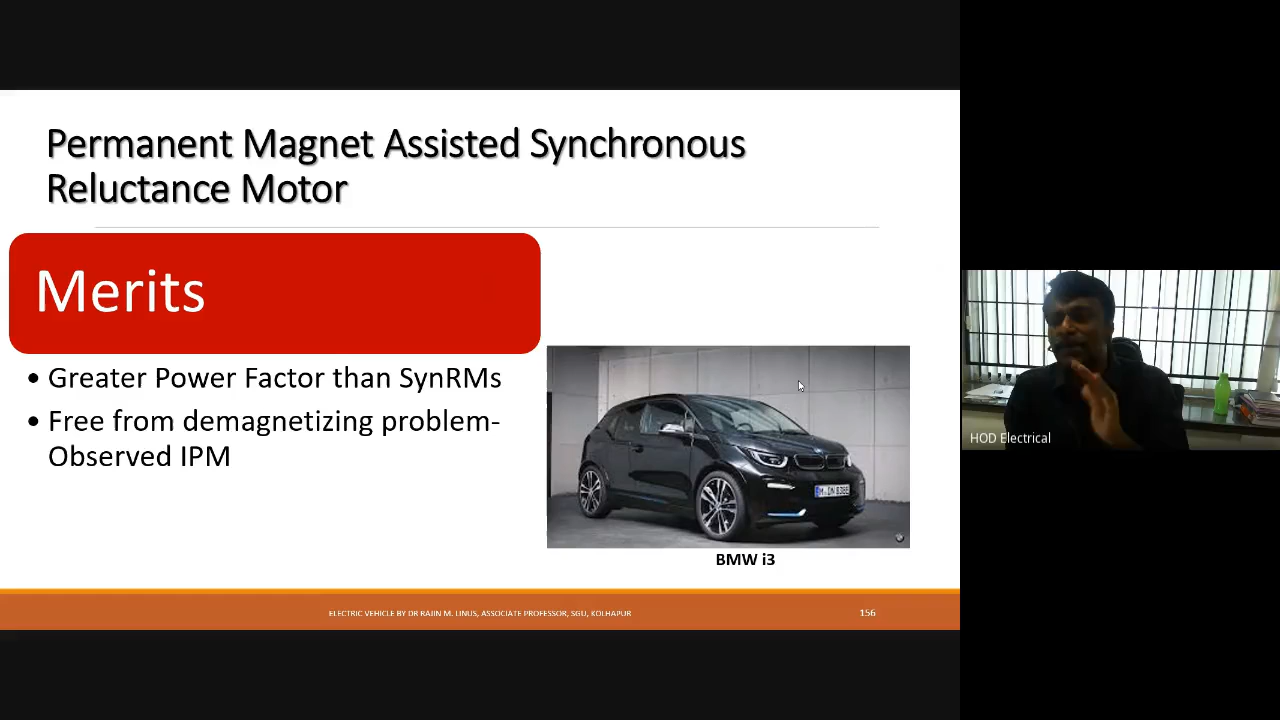 Permanent Magnet Assisted Synchronous
Reluctance Motor
Merits
• Greater Power Factor than SynRMs
• Free from demagnetizing problem-
Observed IPM
BMW i3
ELECTRIC VEHICLE BY DR RAJIN M. LINUS, ASSOCIATE PROFESSOR, SGU, KOLHAPUR
156
HOD Electrical